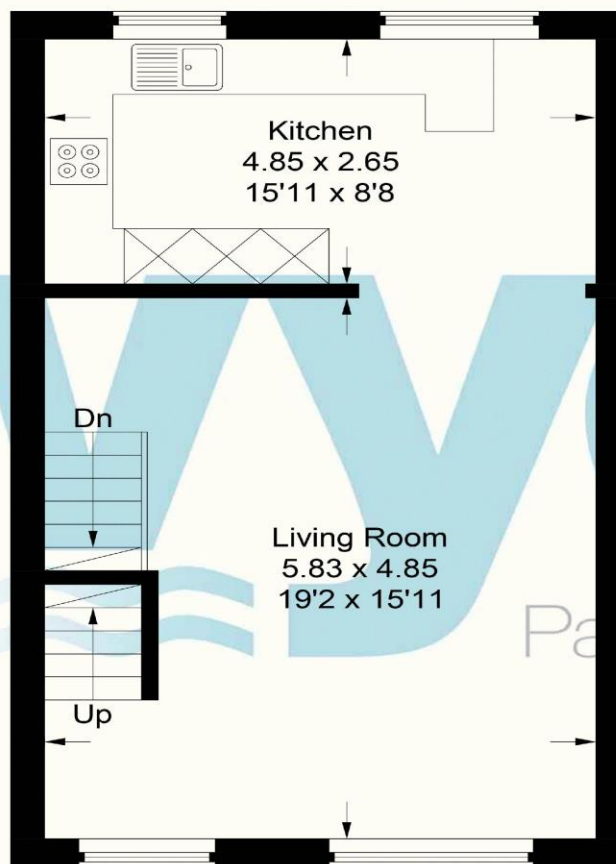 Kitchen
4.85 x 2.65
15'11 x 8'8
Dn
Living Room
5.83 x 4.85
19'2 x 15'11
Up